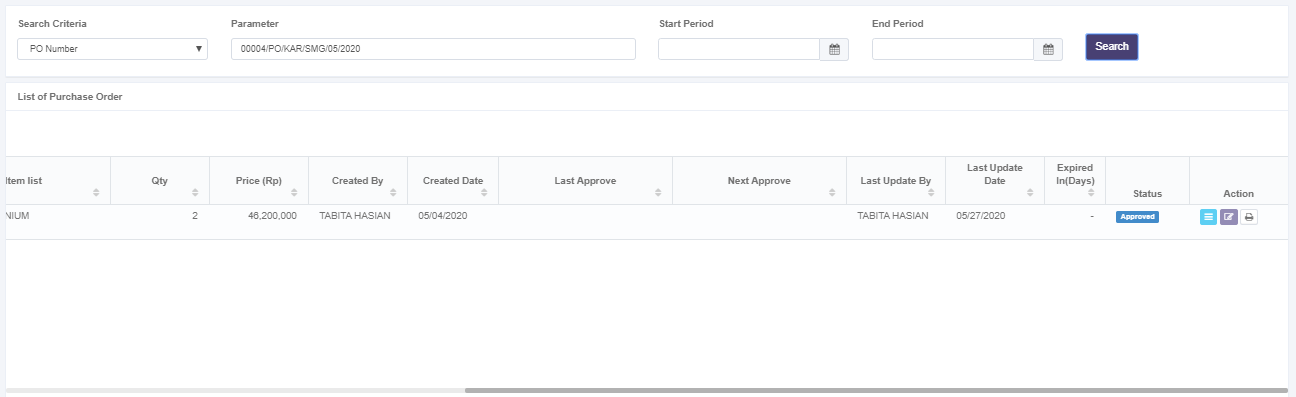 Search Criteria Parameter Start Period End Period
PO Number 00004/PO/KAR/SMG/05/2020 Search
List of Purchase Order
Item list Qty Price (Rp) Created By Created Date Last Approve Next Approve Last Update By Last Update Date Expired In(Days) Status Action
NIUM 2 46,200,000 TABITA HASIAN 05/04/2020 TABITA HASIAN 05/27/2020 - Approved